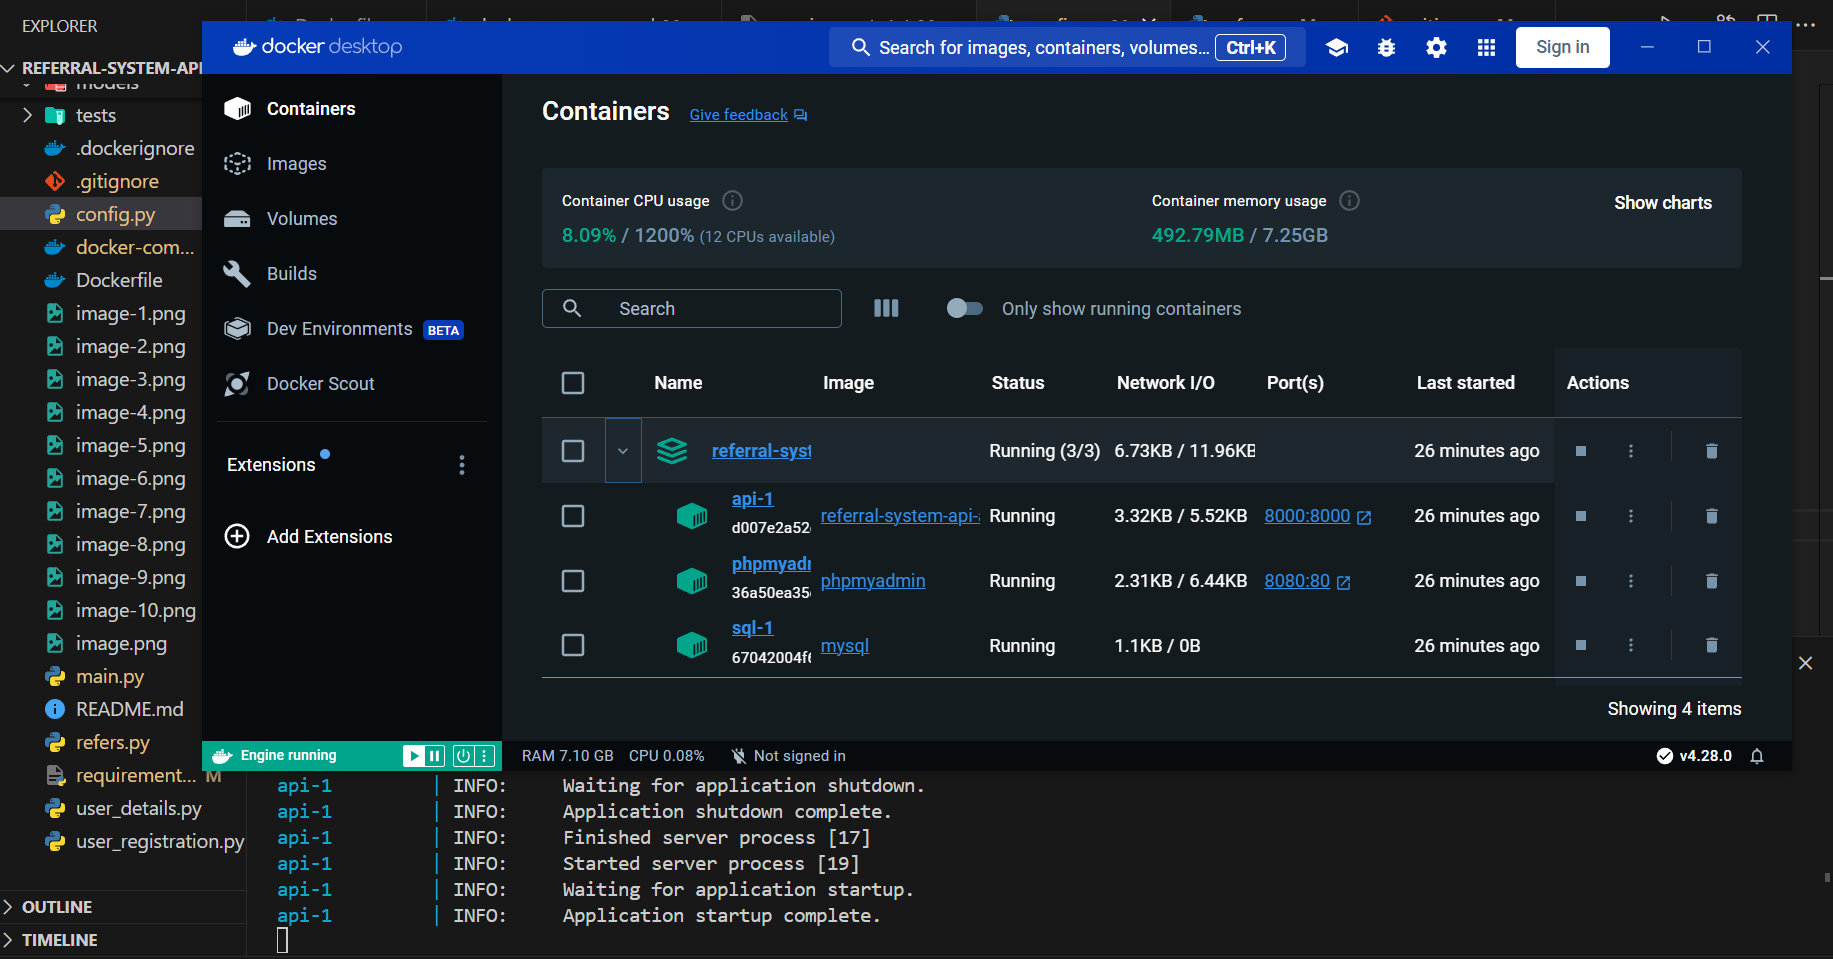 EXPLORER
REFERRAL-SYSTEM-API
models
tests
.dockerignore
.gitignore
config.py
docker-com...
Dockerfile
image-1.png
image-2.png
image-3.png
image-4.png
image-5.png
image-6.png
image-7.png
image-8.png
image-9.png
image-10.png
image.png
main.py
README.md
refers.py
requirement... M
user_details.py
user_registration.py
OUTLINE
TIMELINE
docker desktop
Search for images, containers, volumes... Ctrl+K
Sign in
Containers
Images
Volumes
Builds
Dev Environments BETA
Docker Scout
Extensions
Add Extensions
Containers Give feedback
Container CPU usage
8.09% / 1200% (12 CPUs available)
Container memory usage
492.79MB / 7.25GB
Show charts
Search
Only show running containers
Name Image Status Network I/O Port(s) Last started Actions
referral-syst Running (3/3) 6.73KB / 11.96KB 26 minutes ago
api-1
d007e2a52 referral-system-api- Running 3.32KB / 5.52KB 8000:8000 26 minutes ago
phpmyadn
36a50ea35 phpmyadmin Running 2.31KB / 6.44KB 8080:80 26 minutes ago
sql-1
67042004f6 mysql Running 1.1KB / 0B 26 minutes ago
Showing 4 items
Engine running
RAM 7.10 GB CPU 0.08% Not signed in
v4.28.0
api-1 | INFO: Waiting for application shutdown.
api-1 | INFO: Application shutdown complete.
api-1 | INFO: Finished server process [17]
api-1 | INFO: Started server process [19]
api-1 | INFO: Waiting for application startup.
api-1 | INFO: Application startup complete.